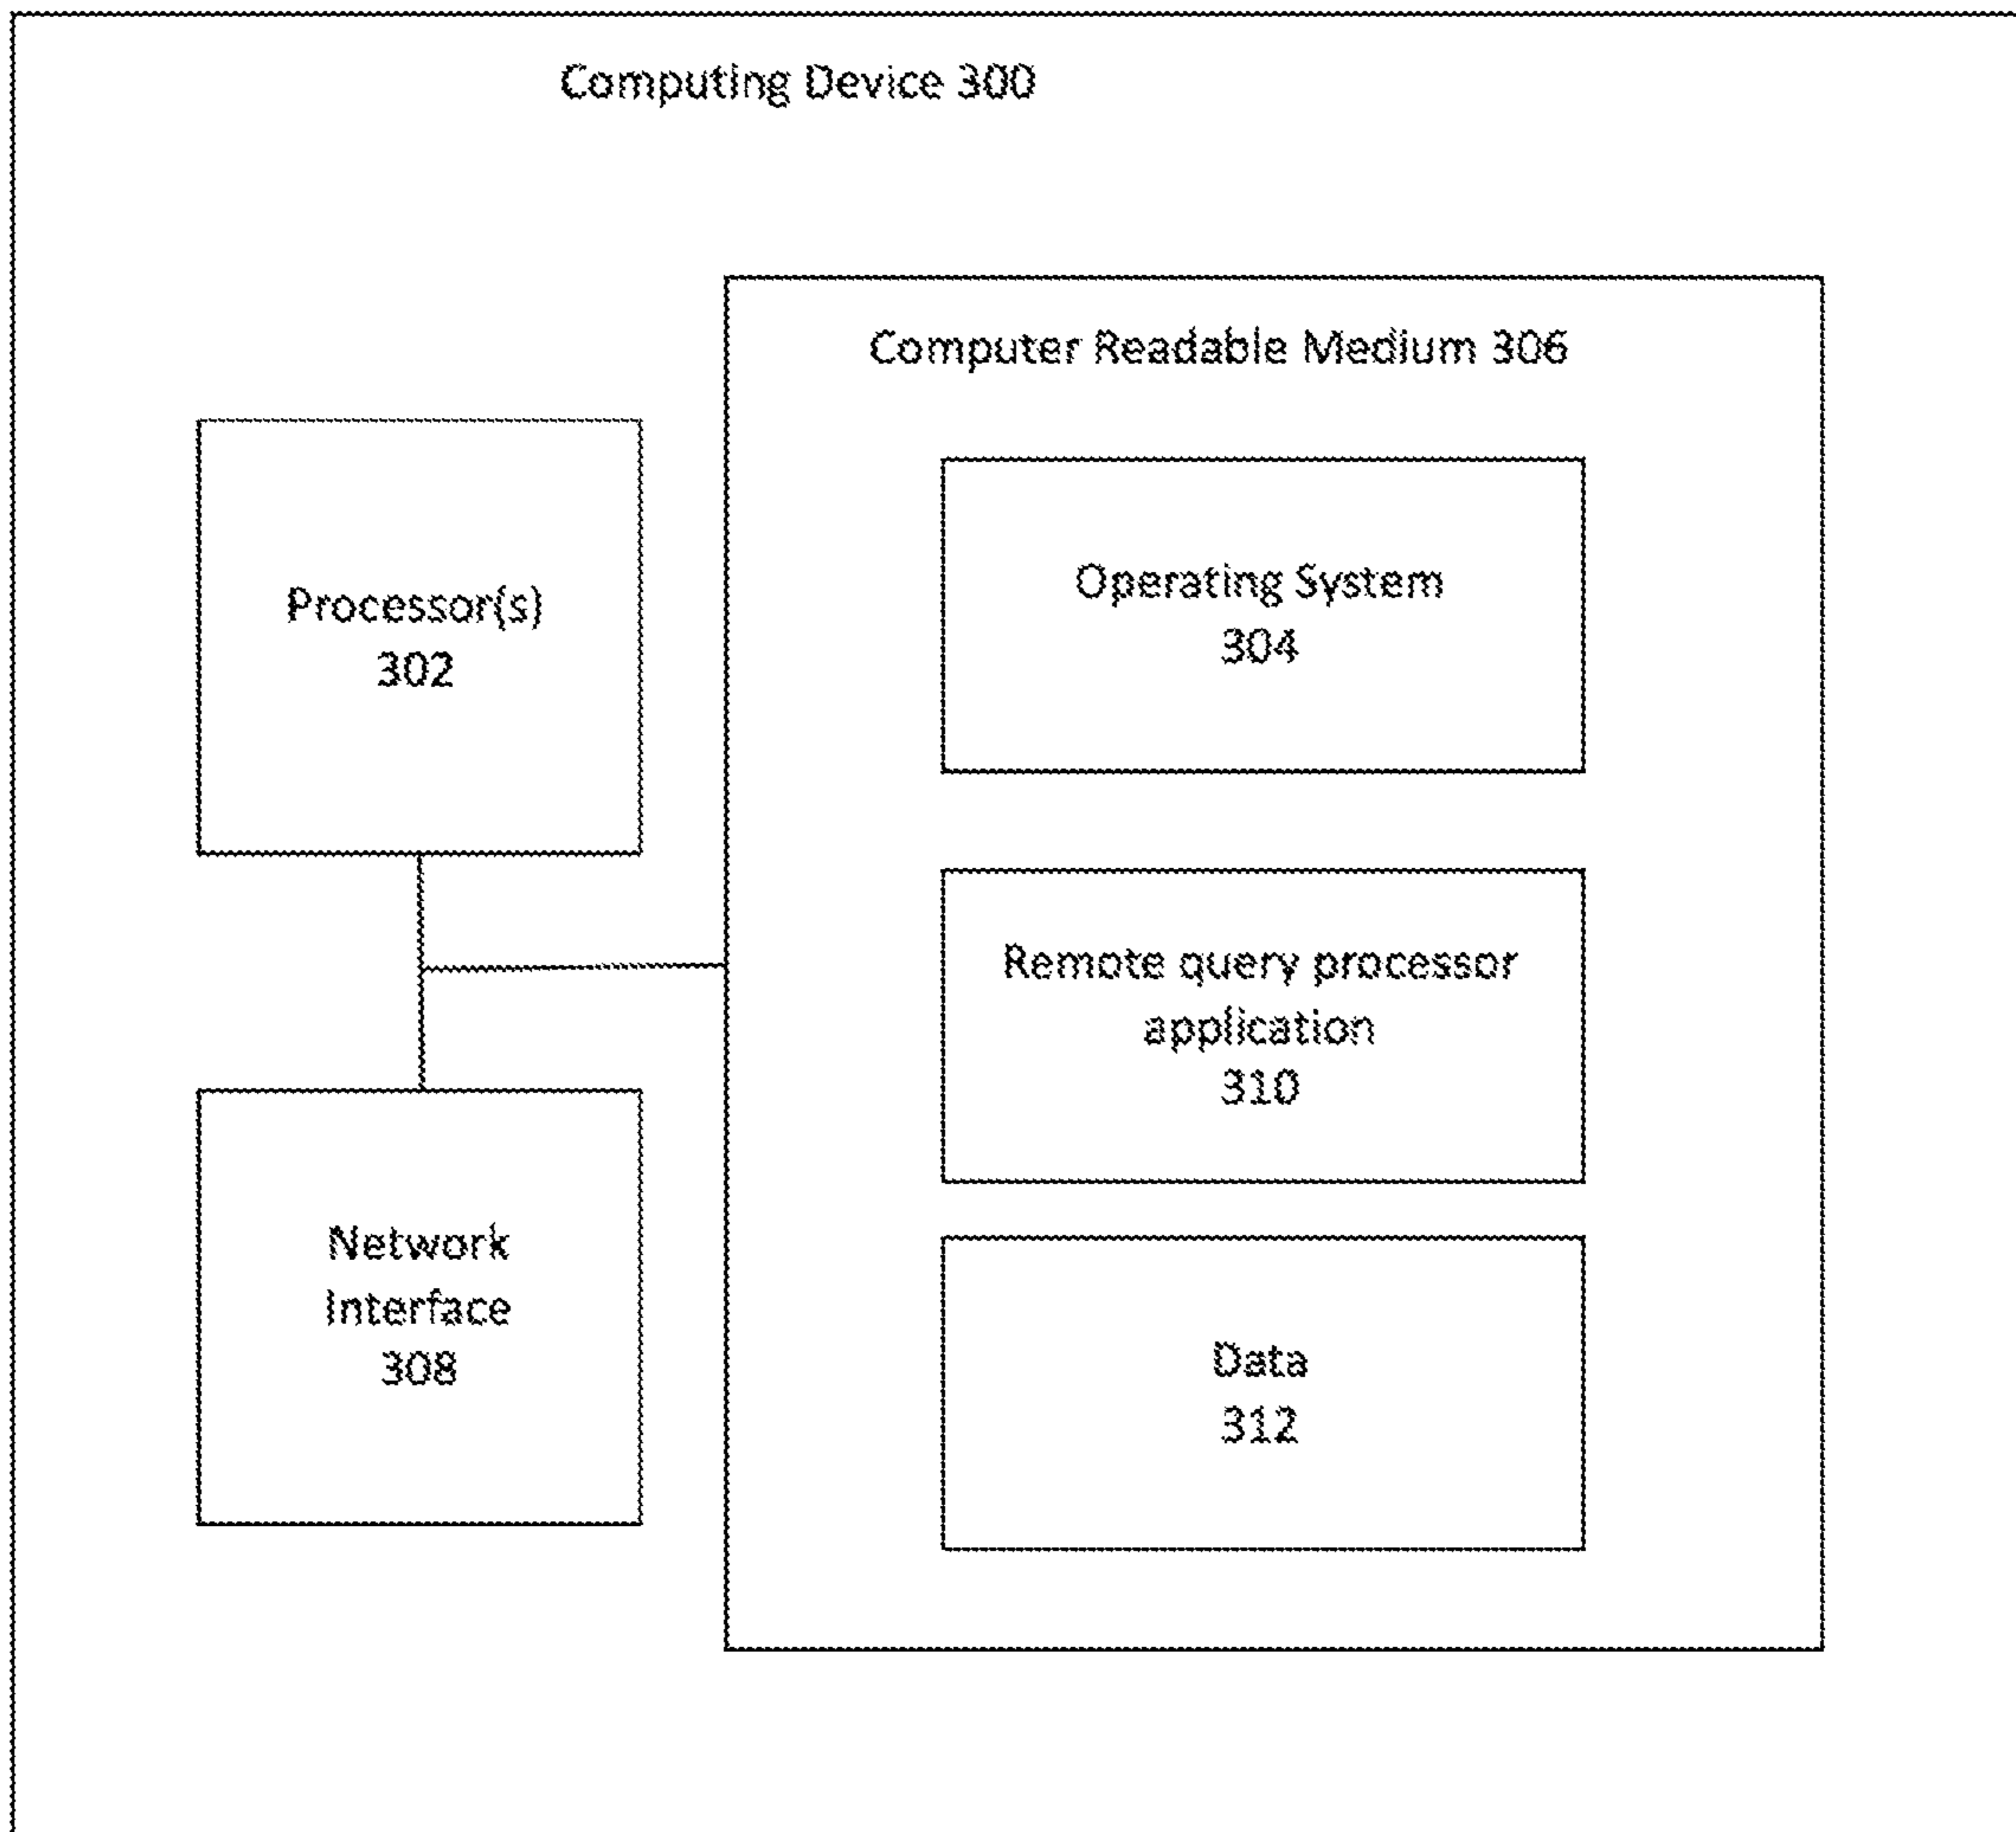 Computing Device 300
Computer Readable Medium 306
Processor(s)
302
Operating System
304
Remote query processor
application
310
Network
Interface
308
Data
312